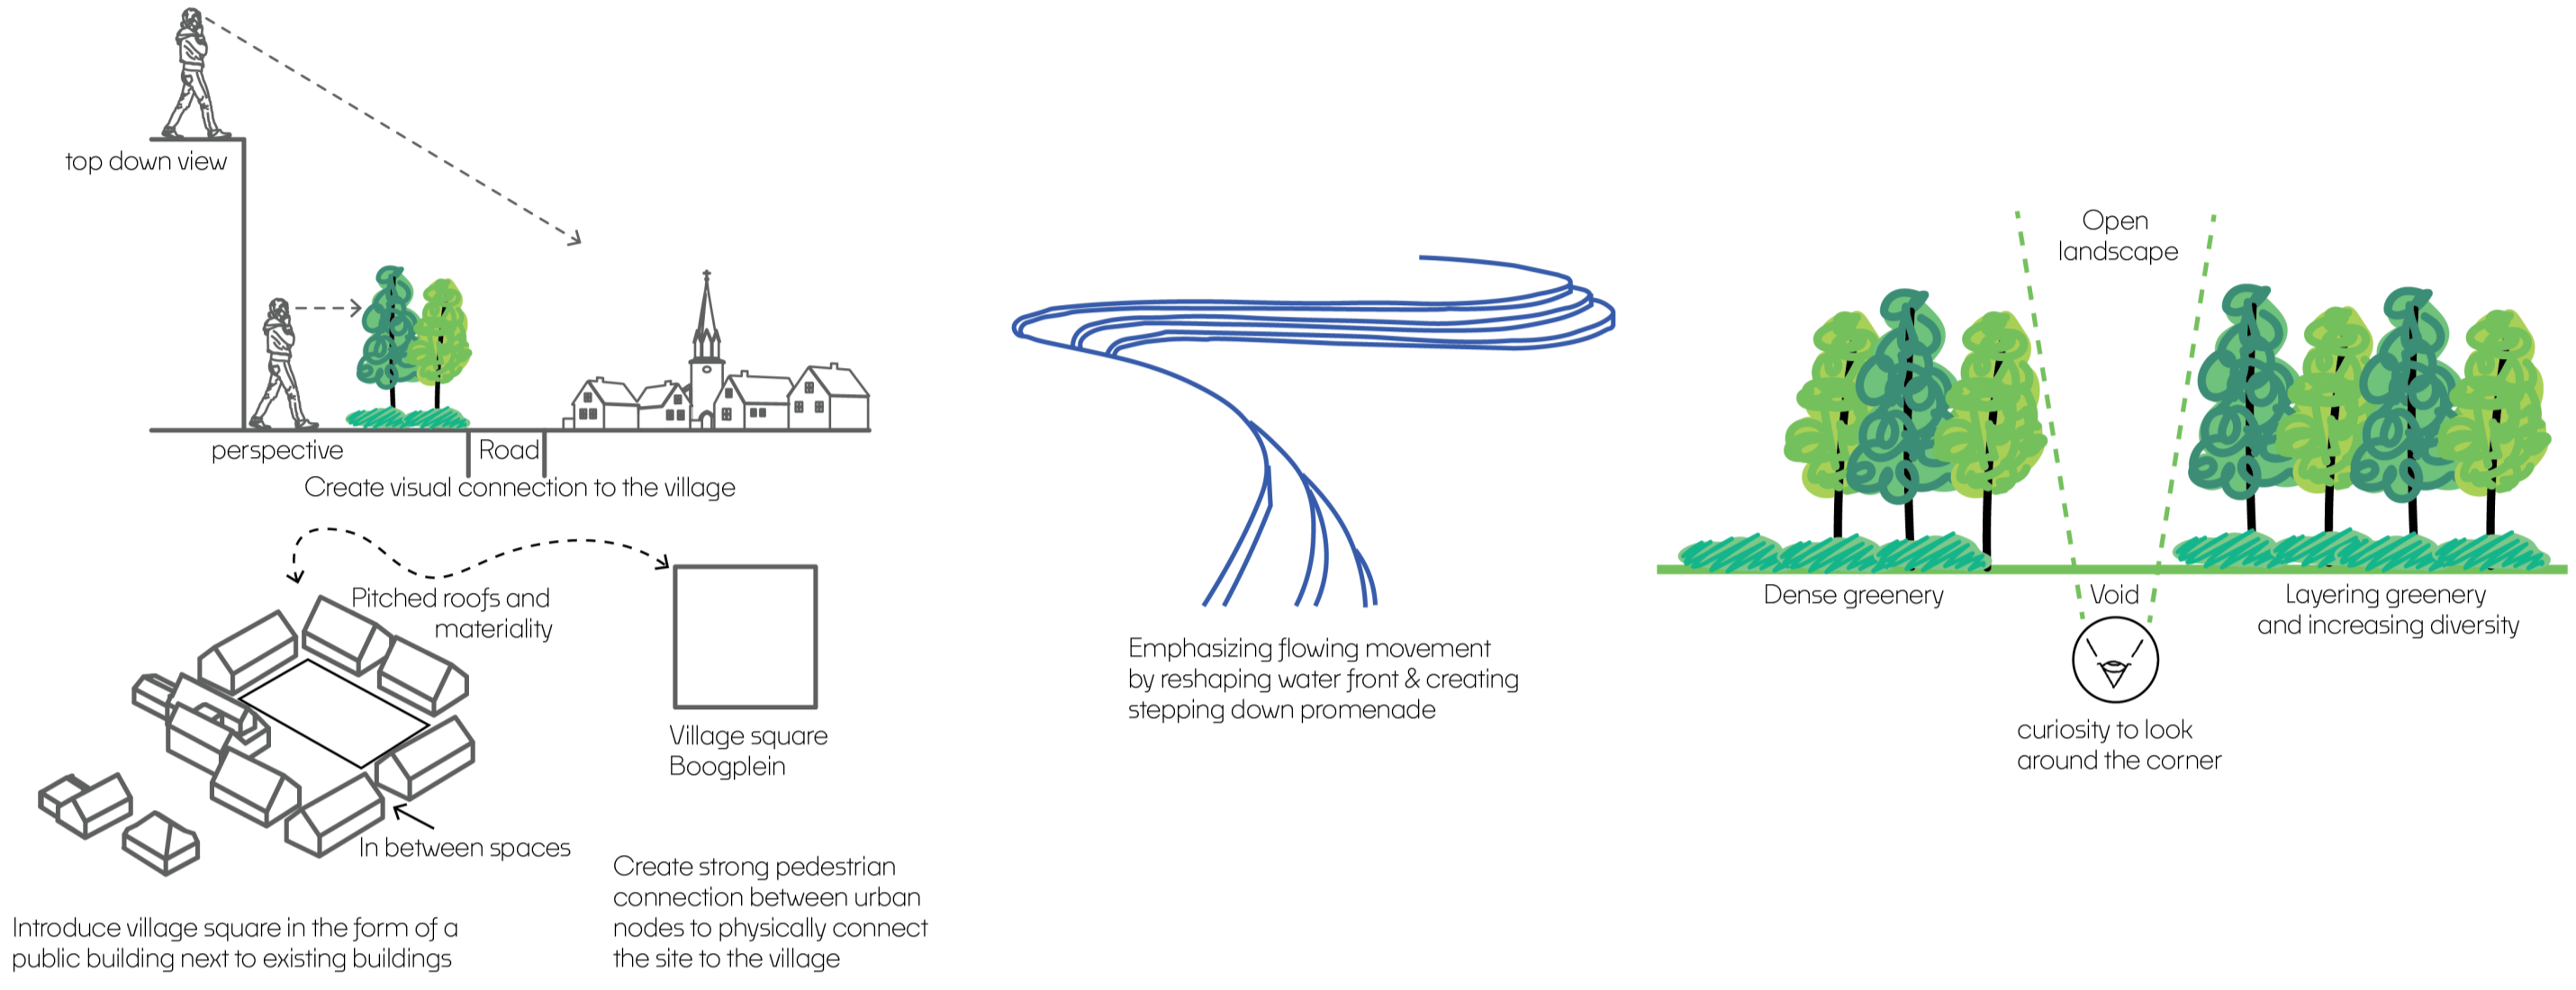 top down view
perspective
Road
Create visual connection to the village
Pitched roofs and
materiality
In between spaces
Introduce village square in the form of a
public building next to existing buildings
Village square
Boogplein
Create strong pedestrian
connection between urban
nodes to physically connect
the site to the village
Emphasizing flowing movement
by reshaping water front & creating
stepping down promenade
Open
landscape
Dense greenery
Void
Layering greenery
and increasing diversity
curiosity to look
around the corner